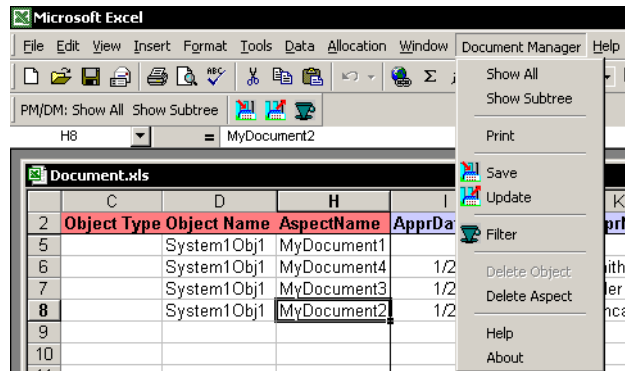 Microsoft Excel
File Edit View Insert Format Tools Data Allocation Window Document Manager Help
ABC Σ
Show All
Show Subtree
Print
Save
Update
Filter
Delete Object
Delete Aspect
Help
About
PM/DM: Show All Show Subtree
H8 = MyDocument2
Document.xls
C D H I K
2 Object Type Object Name AspectName ApprDa
5 System1Obj1 MyDocument1
6 System1Obj1 MyDocument4 1/2
7 System1Obj1 MyDocument3 1/2
8 System1Obj1 MyDocument2 1/2
9
10